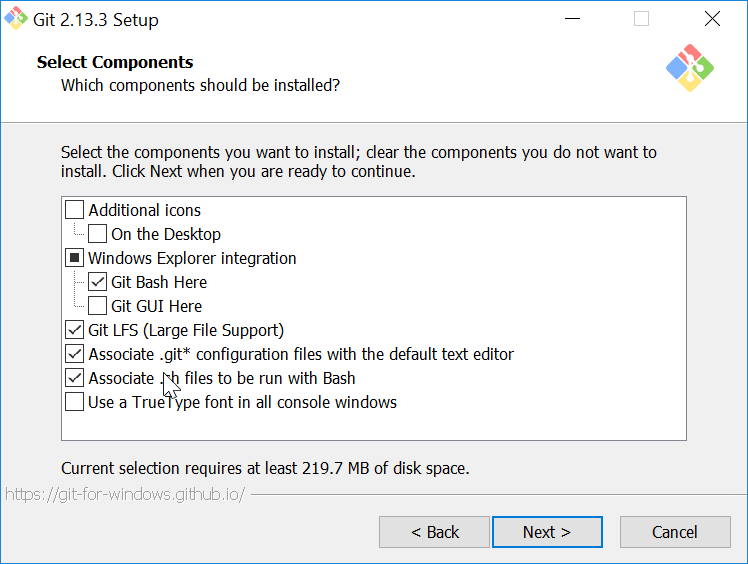 Git 2.13.3 Setup
Select Components
Which components should be installed?
Select the components you want to install; clear the components you do not want to
install. Click Next when you are ready to continue.
Additional icons
On the Desktop
Windows Explorer integration
Git Bash Here
Git GUI Here
Git LFS (Large File Support)
Associate .git* configuration files with the default text editor
Associate .sh files to be run with Bash
Use a TrueType font in all console windows
Current selection requires at least 219.7 MB of disk space.
https://git-for-windows.github.io/
< Back
Next >
Cancel